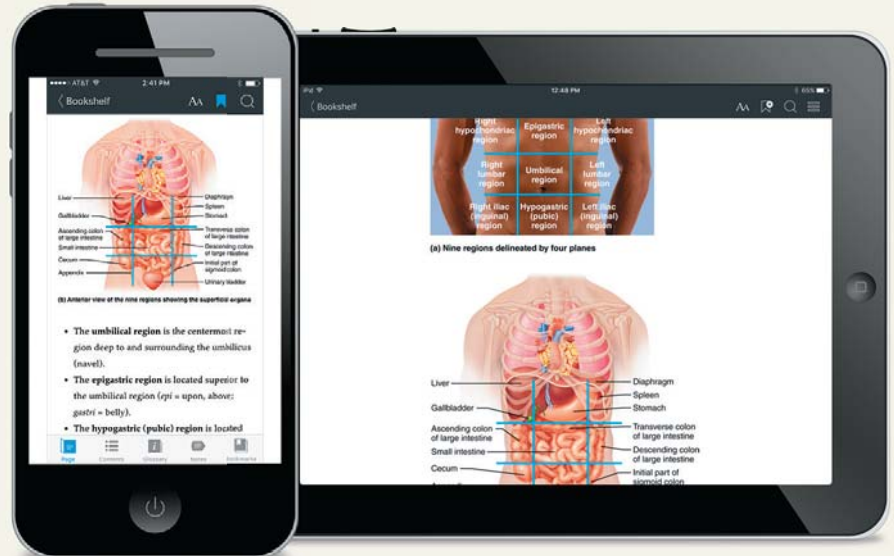 AT&T
2:41 PM
Bookshelf
AA
Liver
Gallbladder
Ascending colon
of large intestine
Small intestine
Cecum
Appendix
Diaphragm
Spleen
Stomach
Transverse colon
of large intestine
Descending colon
of large intestine
Initial part of
sigmoid colon
Urinary bladder
(b) Anterior view of the nine regions showing the superficial organs
• The umbilical region is the centermost re-
gion deep to and surrounding the umbilicus
(navel).
• The epigastric region is located superior to
the umbilical region (epi = upon, above;
gastri = belly).
• The hypogastric (pubic) region is located
Page
Contents
Glossary
Notes
Bookmarks
iPad
12:48 PM
65%
Bookshelf
AA
Right
hypochondriac
region
Epigastric
region
Left
hypochondriac
region
Right
lumbar
region
Umbilical
region
Left
lumbar
region
Right iliac
(inguinal)
region
Hypogastric
(pubic)
region
Left iliac
(inguinal)
region
(a) Nine regions delineated by four planes
Liver
Gallbladder
Ascending colon
of large intestine
Small intestine
Cecum
Diaphragm
Spleen
Stomach
Transverse colon
of large intestine
Descending colon
of large intestine
Initial part of
sigmoid colon